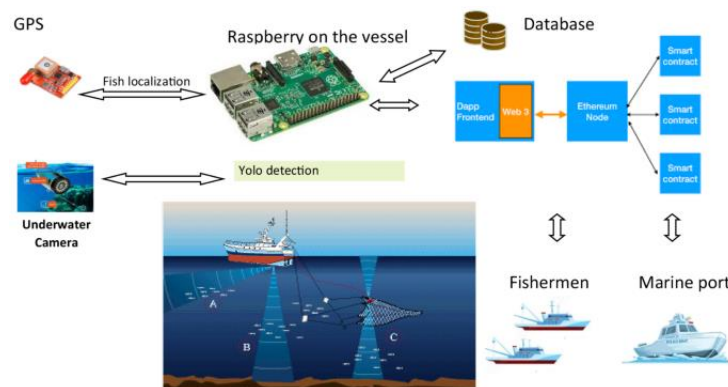 GPS
Raspberry on the vessel
Database
Fish localization
Dapp
Frontend
Web 3
Ethereum
Node
Smart
contract
Smart
contract
Smart
contract
Yolo detection
Underwater
Camera
A
B
C
Fishermen
Marine port